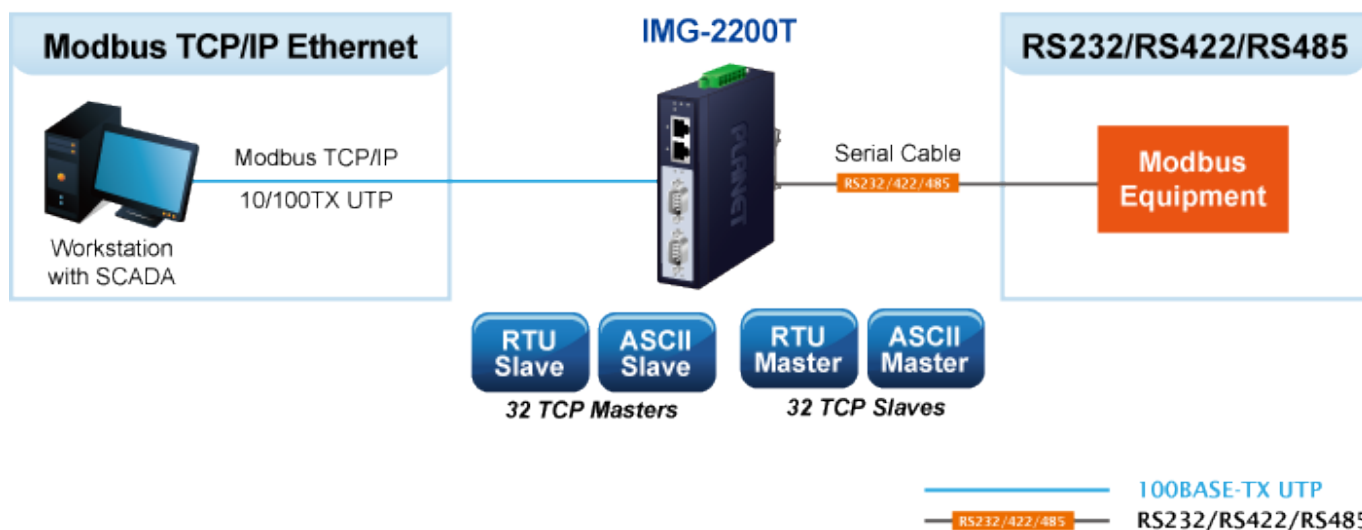 Modbus TCP/IP Ethernet
IMG-2200T
RS232/RS422/RS485
Modbus TCP/IP
10/100TX UTP
Workstation
with SCADA
PLANET
Serial Cable
RS232/422/485
Modbus
Equipment
RTU
Slave
ASCII
Slave
RTU
Master
ASCII
Master
32 TCP Masters
32 TCP Slaves
100BASE-TX UTP
RS232/422/485
RS232/RS422/RS485